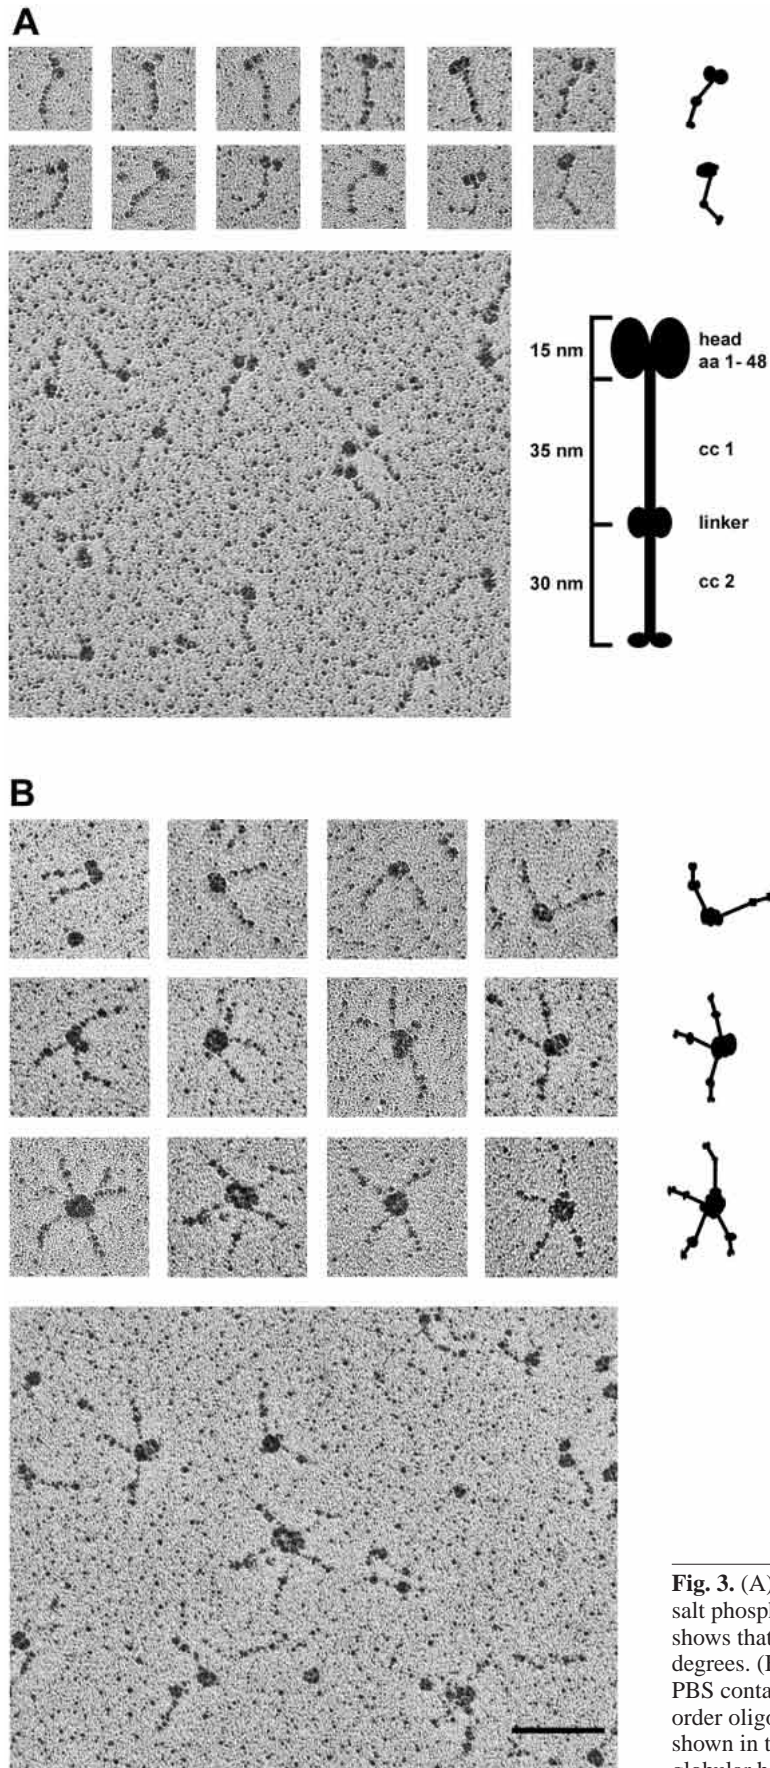 A
15 nm
head
aa 1- 48
35 nm
cc 1
linker
30 nm
cc 2
B
Fig. 3. (A)
salt phosph
shows that
degrees. (
PBS conta
order oligo
shown in t